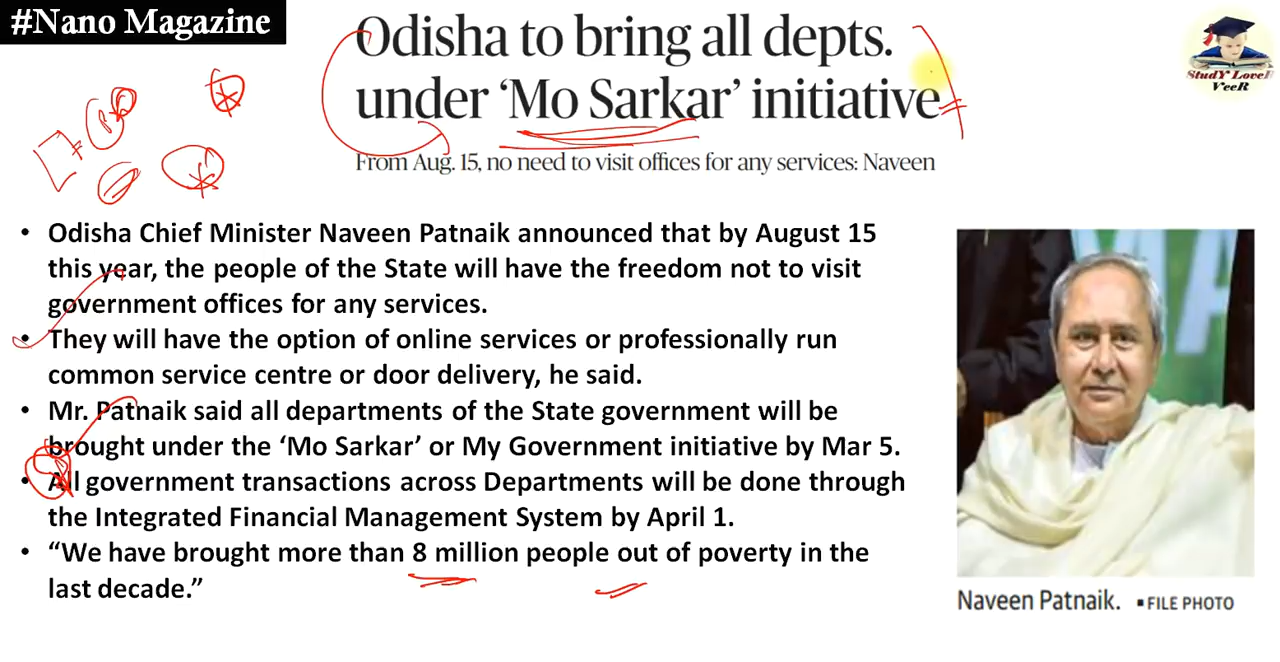 #Nano Magazine
Odisha to bring all depts.
under ‘Mo Sarkar’ initiative
From Aug. 15, no need to visit offices for any services: Naveen
StudY LoveR
VeeR
• Odisha Chief Minister Naveen Patnaik announced that by August 15
this year, the people of the State will have the freedom not to visit
government offices for any services.
• They will have the option of online services or professionally run
common service centre or door delivery, he said.
• Mr. Patnaik said all departments of the State government will be
brought under the ‘Mo Sarkar’ or My Government initiative by Mar 5.
• All government transactions across Departments will be done through
the Integrated Financial Management System by April 1.
• “We have brought more than 8 million people out of poverty in the
last decade.”
Naveen Patnaik. ▪ FILE PHOTO